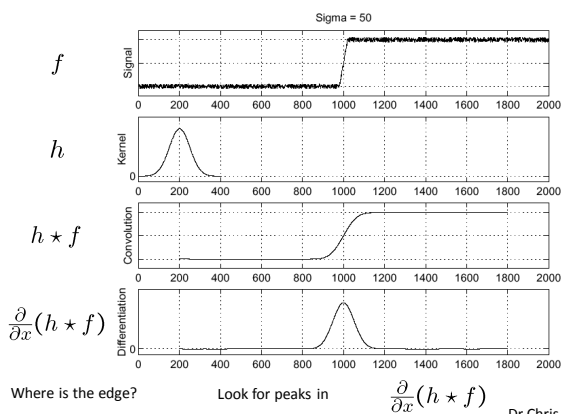 Sigma = 50
f
Signal
0 200 400 600 800 1000 1200 1400 1600 1800 2000
h
Kernel
0
0 200 400 600 800 1000 1200 1400 1600 1800 2000
h ⋆ f
Convolution
0 200 400 600 800 1000 1200 1400 1600 1800 2000
∂/∂x (h ⋆ f)
Differentiation
0
0 200 400 600 800 1000 1200 1400 1600 1800 2000
Where is the edge? Look for peaks in ∂/∂x (h ⋆ f)
Dr Chris